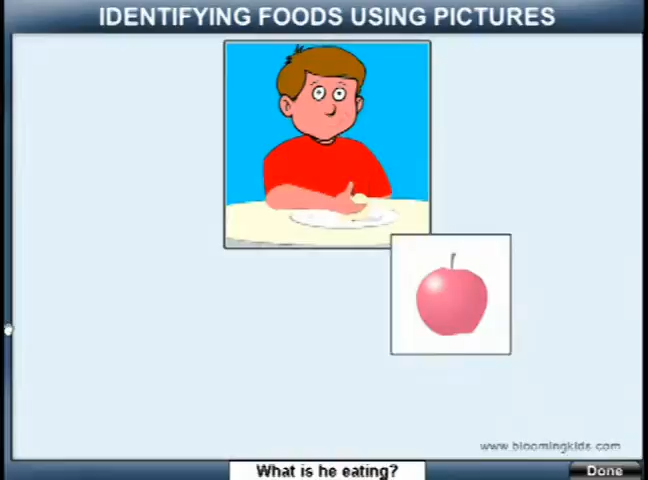 IDENTIFYING FOODS USING PICTURES
www.bloomingkids.com
What is he eating?
Done